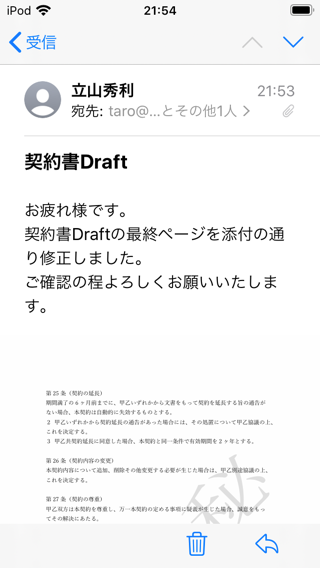 iPod 21:54
受信
立山秀利 21:53
宛先: taro@...とその他1人
契約書Draft
お疲れ様です。
契約書Draftの最終ページを添付の通
り修正しました。
ご確認の程よろしくお願いいたしま
す。
第25条（契約の延長）
期間満了の6ヶ月前までに、甲乙いずれかから文書をもって契約を延長する旨の通告が
ない場合、本契約は自動的に失効するものとする。
2 甲乙いずれかから契約延長の通告があった場合には、その処置について甲乙協議の上、
これを決定する。
3 甲乙共契約延長に同意した場合、本契約と同一条件で有効期間を2ヶ年とする。
第26条（契約内容の変更）
本契約内容について追加、削除その他変更する必要が生じた場合は、甲乙別途協議の上、
これを決定する。
第27条（契約の尊重）
甲乙双方は本契約を尊重し、万一本契約の定める事項に疑義が生じた場合、誠意をもっ
てその解決にあたる。
秘